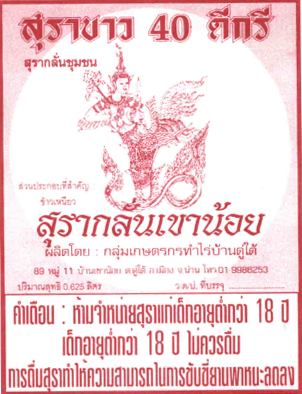 สุราขาว 40 ดีกรี
สุรากลั่นชุมชน
ส่วนประกอบที่สำคัญ
ข้าวเหนียว
สุรากลั่นเขาน้อย
ผลิตโดย : กลุ่มเกษตรกรทำไร่บ้านดู่ใต้
89 หมู่ 11 บ้านเขาน้อย ต.ดู่ใต้ อ.เมือง จ.น่าน โทร.01-9986253
ปริมาณสุทธิ 0.625 ลิตร ว.ด.ป. ที่บรรจุ
คำเตือน : ห้ามจำหน่ายสุราแก่เด็กอายุต่ำกว่า 18 ปี
เด็กอายุต่ำกว่า 18 ปี ไม่ควรดื่ม
การดื่มสุราทำให้ความสามารถในการขับขี่ยานพาหนะลดลง